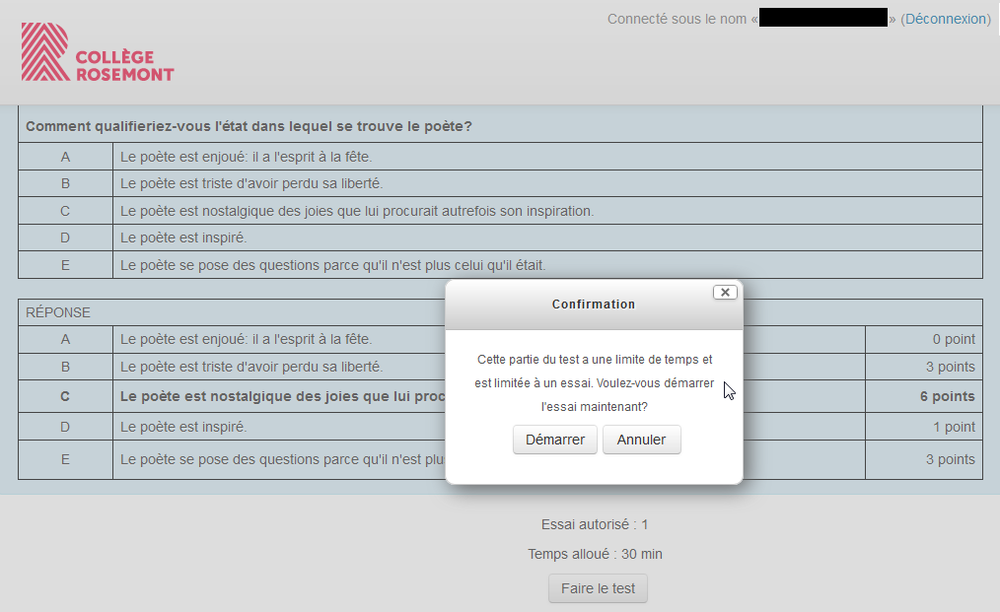 Connecté sous le nom « » (Déconnexion)
COLLÈGE
ROSEMONT
Comment qualifieriez-vous l'état dans lequel se trouve le poète?
A Le poète est enjoué: il a l'esprit à la fête.
B Le poète est triste d'avoir perdu sa liberté.
C Le poète est nostalgique des joies que lui procurait autrefois son inspiration.
D Le poète est inspiré.
E Le poète se pose des questions parce qu'il n'est plus celui qu'il était.
RÉPONSE
A Le poète est enjoué: il a l'esprit à la fête. 0 point
B Le poète est triste d'avoir perdu sa liberté. 3 points
C Le poète est nostalgique des joies que lui proc 6 points
D Le poète est inspiré. 1 point
E Le poète se pose des questions parce qu'il n'est plu 3 points
Confirmation
Cette partie du test a une limite de temps et
est limitée à un essai. Voulez-vous démarrer
l'essai maintenant?
Démarrer Annuler
Essai autorisé : 1
Temps alloué : 30 min
Faire le test